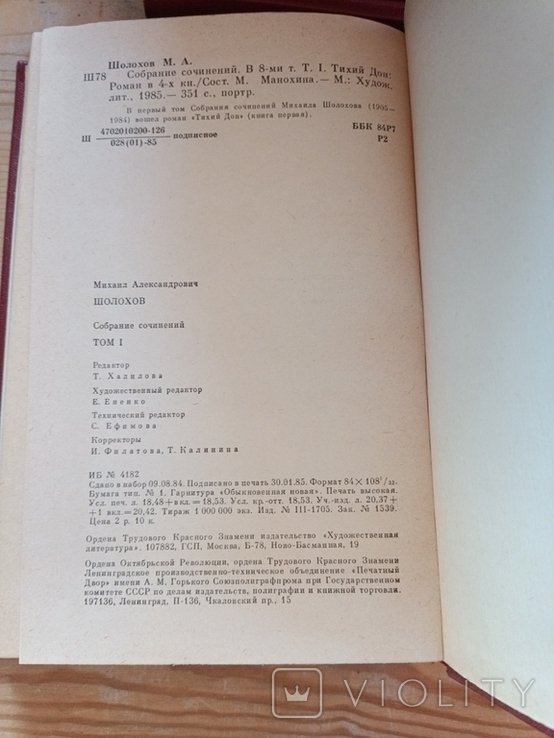 Шолохов М. А.
Ш78 Собрание сочинений. В 8-ми т. Т. I. Тихий Дон:
Роман в 4-х кн./Сост. М. Манохина.— М.: Худож.
лит., 1985.— 351 с., портр.
В первый том Собрания сочинений Михаила Шолохова (1905—
1984) вошел роман «Тихий Дон» (книга первая).
Ш 4702010200-126 подписное ББК 84Р7
028(01)-85 Р2
Михаил Александрович
ШОЛОХОВ
Собрание сочинений
ТОМ I
Редактор
Т. Халилова
Художественный редактор
Е. Ененко
Технический редактор
С. Ефимова
Корректоры
И. Филатова, Т. Калинина
ИБ № 4182
Сдано в набор 09.08.84. Подписано в печать 30.01.85. Формат 84×108¹/₃₂.
Бумага тип. № 1. Гарнитура «Обыкновенная новая». Печать высокая.
Усл. печ. л. 18,48+вкл.=18,53. Усл. кр.-отт. 18,53. Уч.-изд. л. 20,37+
+1 вкл.=20,42. Тираж 1 000 000 экз. Изд. № III-1705. Зак. № 1539.
Цена 2 р. 10 к.
Ордена Трудового Красного Знамени издательство «Художественная
литература». 107882, ГСП, Москва, Б-78, Ново-Басманная, 19
Ордена Октябрьской Революции, ордена Трудового Красного Знамени
Ленинградское производственно-техническое объединение «Печатный
Двор» имени А. М. Горького Союзполиграфпрома при Государственном
комитете СССР по делам издательств, полиграфии и книжной торговли.
197136, Ленинград, П-136, Чкаловский пр., 15
VIOLITY